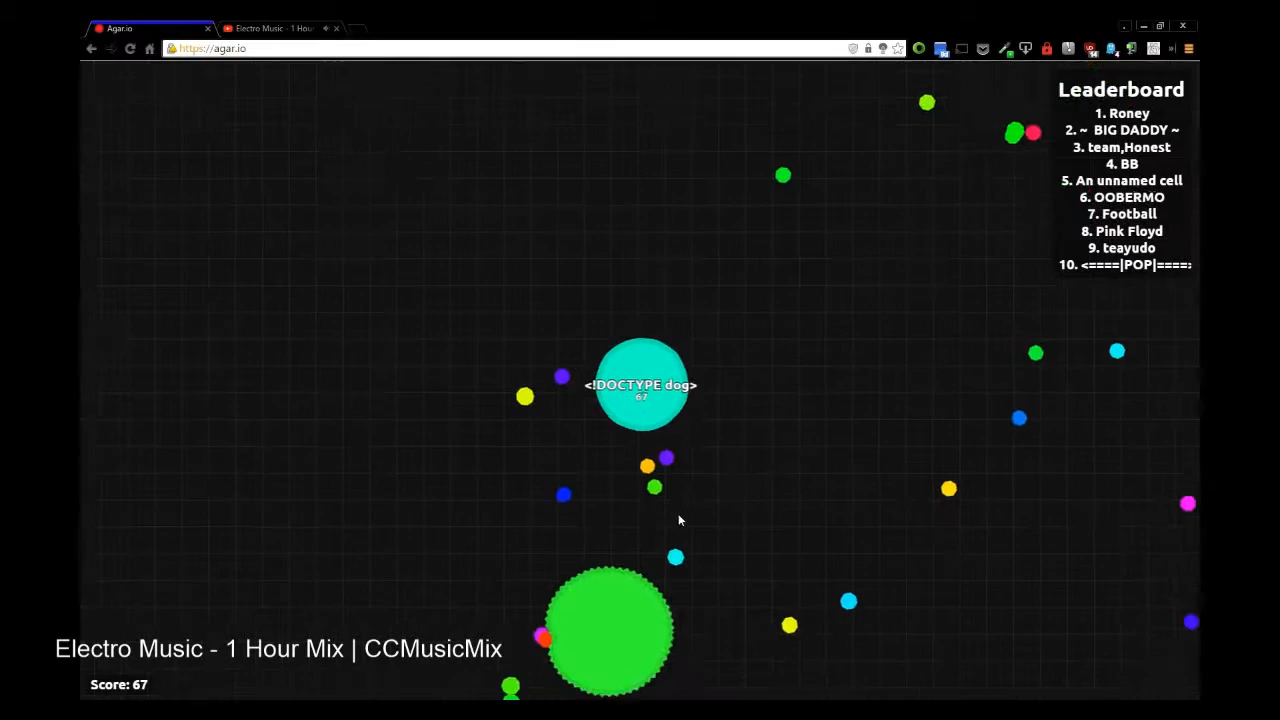 Agar.io
Electro Music - 1 Hour
https://agar.io
Leaderboard
1. Roney
2. ~ BIG DADDY ~
3. team,Honest
4. BB
5. An unnamed cell
6. OOBERMO
7. Football
8. Pink Floyd
9. teayudo
10. <====|POP|====
<!DOCTYPE dog>
67
Electro Music - 1 Hour Mix | CCMusicMix
Score: 67